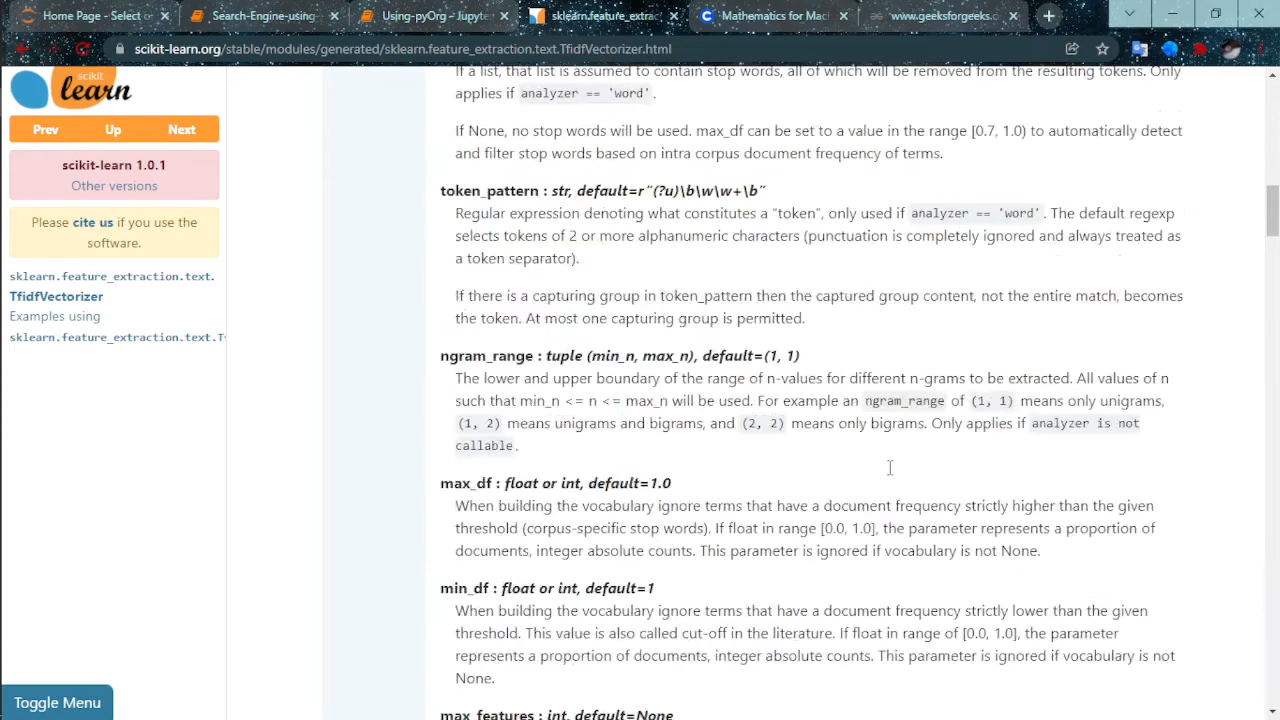 Home Page - Select o
Search-Engine-using
Using-pyOrg - Jupyte
sklearn.feature_extrac
Mathematics for Mac
www.geeksforgeeks.c
scikit-learn.org/stable/modules/generated/sklearn.feature_extraction.text.TfidfVectorizer.html
scikit
learn
Prev Up Next
scikit-learn 1.0.1
Other versions
Please cite us if you use the
software.
sklearn.feature_extraction.text.
TfidfVectorizer
Examples using
sklearn.feature_extraction.text.T
Toggle Menu
If a list, that list is assumed to contain stop words, all of which will be removed from the resulting tokens. Only
applies if analyzer == 'word'.
If None, no stop words will be used. max_df can be set to a value in the range [0.7, 1.0) to automatically detect
and filter stop words based on intra corpus document frequency of terms.
token_pattern : str, default=r"(?u)\b\w\w+\b"
Regular expression denoting what constitutes a “token”, only used if analyzer == 'word'. The default regexp
selects tokens of 2 or more alphanumeric characters (punctuation is completely ignored and always treated as
a token separator).
If there is a capturing group in token_pattern then the captured group content, not the entire match, becomes
the token. At most one capturing group is permitted.
ngram_range : tuple (min_n, max_n), default=(1, 1)
The lower and upper boundary of the range of n-values for different n-grams to be extracted. All values of n
such that min_n <= n <= max_n will be used. For example an ngram_range of (1, 1) means only unigrams,
(1, 2) means unigrams and bigrams, and (2, 2) means only bigrams. Only applies if analyzer is not
callable.
max_df : float or int, default=1.0
When building the vocabulary ignore terms that have a document frequency strictly higher than the given
threshold (corpus-specific stop words). If float in range [0.0, 1.0], the parameter represents a proportion of
documents, integer absolute counts. This parameter is ignored if vocabulary is not None.
min_df : float or int, default=1
When building the vocabulary ignore terms that have a document frequency strictly lower than the given
threshold. This value is also called cut-off in the literature. If float in range of [0.0, 1.0], the parameter
represents a proportion of documents, integer absolute counts. This parameter is ignored if vocabulary is not
None.
max_features : int, default=None